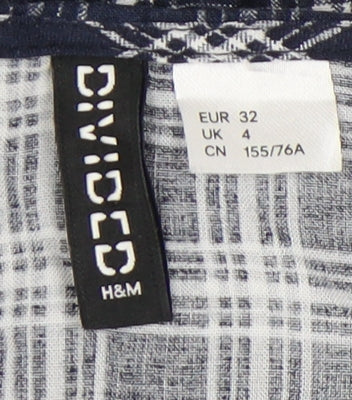 DIVIDED
H&M
EUR 32
UK 4
CN 155/76A